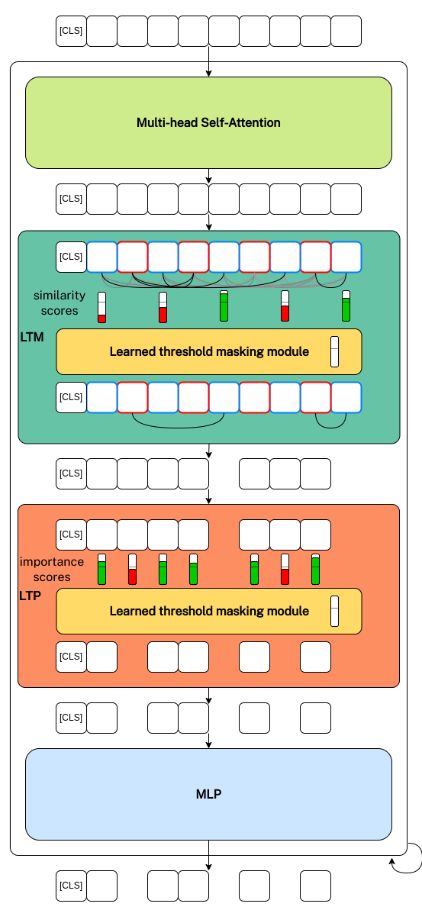 [CLS]
Multi-head Self-Attention
[CLS]
[CLS]
similarity
scores
LTM
Learned threshold masking module
[CLS]
[CLS]
[CLS]
importance
scores
LTP
Learned threshold masking module
[CLS]
[CLS]
MLP
[CLS]